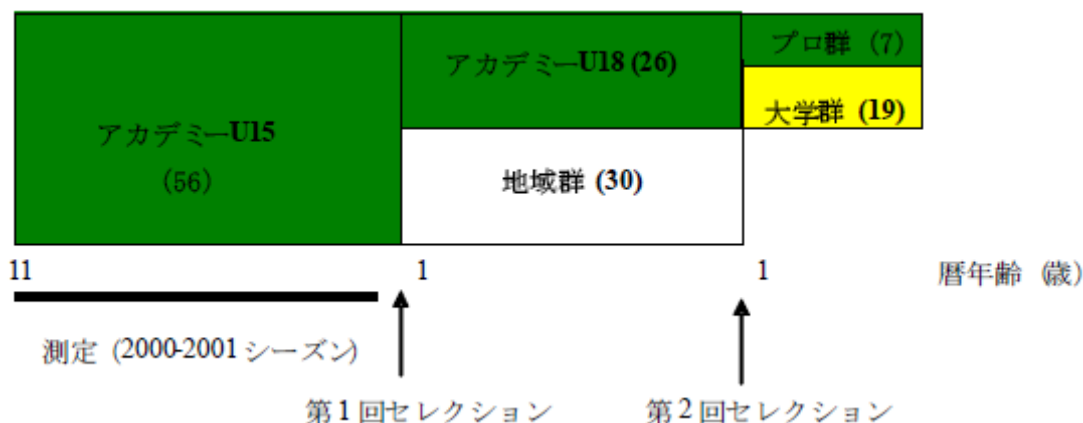 アカデミーU15
(56)
アカデミーU18 (26)
地域群 (30)
プロ群 (7)
大学群 (19)
11
1
1
暦年齢 (歳)
測定 (2000-2001 シーズン)
第1回セレクション
第2回セレクション